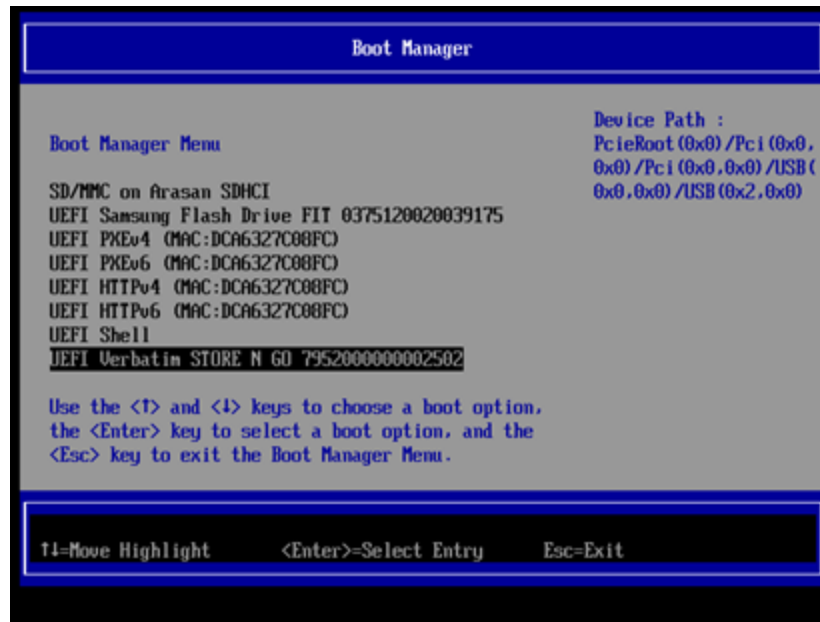 Boot Manager
Boot Manager Menu
SD/MMC on Arasan SDHCI
UEFI Samsung Flash Drive FIT 0375120020039175
UEFI PXEv4 (MAC:DCA6327C08FC)
UEFI PXEv6 (MAC:DCA6327C08FC)
UEFI HTTPv4 (MAC:DCA6327C08FC)
UEFI HTTPv6 (MAC:DCA6327C08FC)
UEFI Shell
UEFI Verbatim STORE N GO 7952000000002502
Use the <↑> and <↓> keys to choose a boot option,
the <Enter> key to select a boot option, and the
<Esc> key to exit the Boot Manager Menu.
Device Path :
PcieRoot(0x0)/Pci(0x0,
0x0)/Pci(0x0,0x0)/USB(
0x0,0x0)/USB(0x2,0x0)
↑↓=Move Highlight <Enter>=Select Entry Esc=Exit